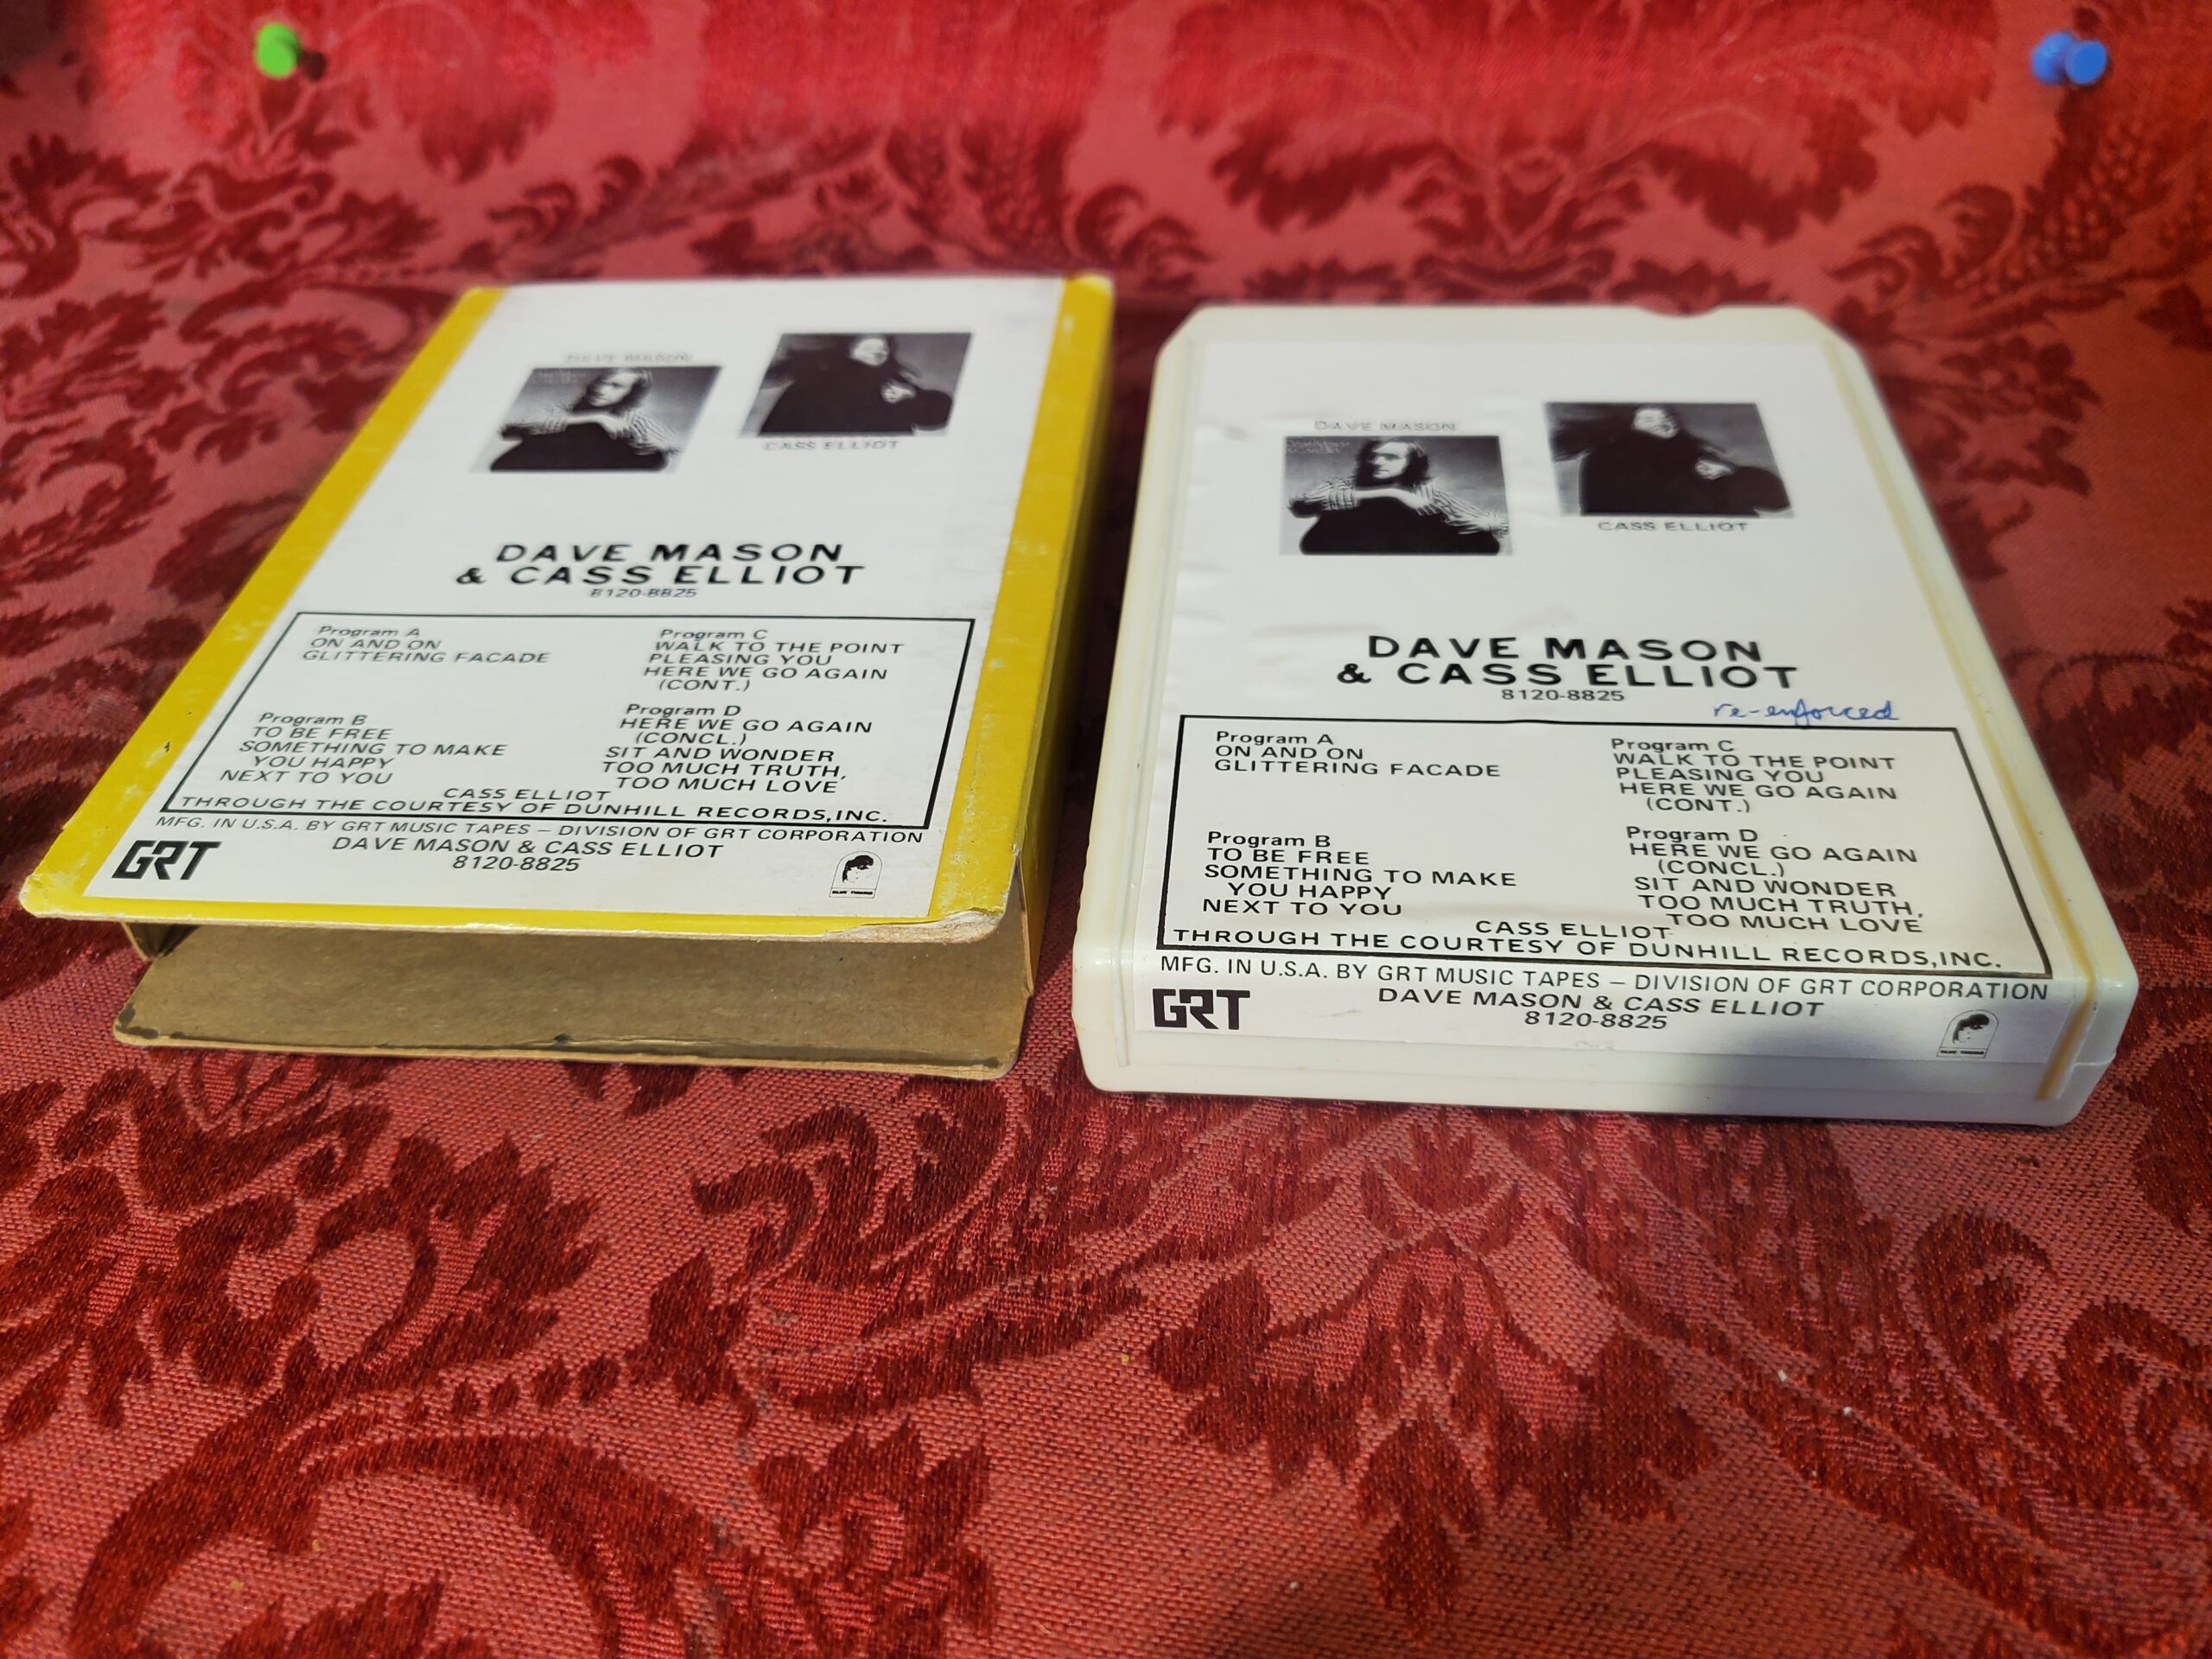 DAVE MASON
CASS ELLIOT
DAVE MASON
& CASS ELLIOT
8120-8825
Program A
ON AND ON
GLITTERING FACADE
Program B
TO BE FREE
SOMETHING TO MAKE
YOU HAPPY
NEXT TO YOU
Program C
WALK TO THE POINT
PLEASING YOU
HERE WE GO AGAIN
(CONT.)
Program D
HERE WE GO AGAIN
(CONCL.)
SIT AND WONDER
TOO MUCH TRUTH,
TOO MUCH LOVE
CASS ELLIOT
THROUGH THE COURTESY OF DUNHILL RECORDS,INC.
MFG. IN U.S.A. BY GRT MUSIC TAPES – DIVISION OF GRT CORPORATION
GRT
DAVE MASON & CASS ELLIOT
8120-8825
BLUE THUMB
DAVE MASON
CASS ELLIOT
DAVE MASON
& CASS ELLIOT
8120-8825
re-enforced
Program A
ON AND ON
GLITTERING FACADE
Program B
TO BE FREE
SOMETHING TO MAKE
YOU HAPPY
NEXT TO YOU
Program C
WALK TO THE POINT
PLEASING YOU
HERE WE GO AGAIN
(CONT.)
Program D
HERE WE GO AGAIN
(CONCL.)
SIT AND WONDER
TOO MUCH TRUTH,
TOO MUCH LOVE
CASS ELLIOT
THROUGH THE COURTESY OF DUNHILL RECORDS,INC.
MFG. IN U.S.A. BY GRT MUSIC TAPES – DIVISION OF GRT CORPORATION
GRT
DAVE MASON & CASS ELLIOT
8120-8825
BLUE THUMB